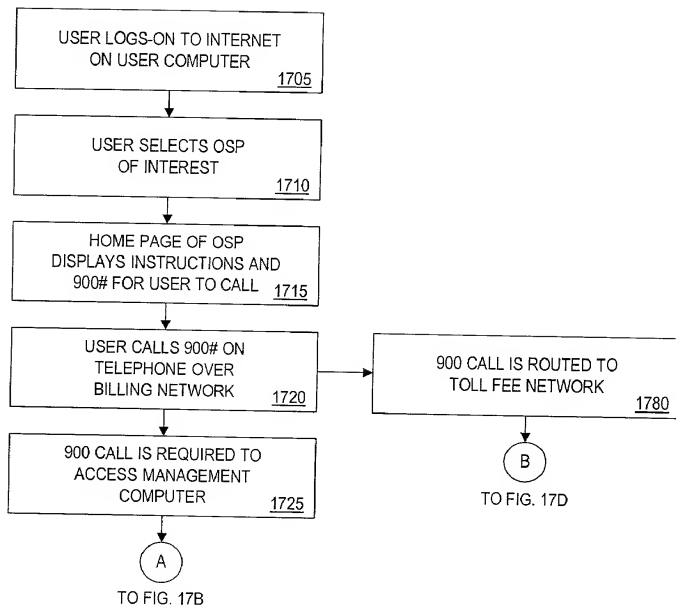 USER LOGS-ON TO INTERNET
ON USER COMPUTER
1705
USER SELECTS OSP
OF INTEREST
1710
HOME PAGE OF OSP
DISPLAYS INSTRUCTIONS AND
900# FOR USER TO CALL
1715
USER CALLS 900# ON
TELEPHONE OVER
BILLING NETWORK
1720
900 CALL IS ROUTED TO
TOLL FEE NETWORK
1780
900 CALL IS REQUIRED TO
ACCESS MANAGEMENT
COMPUTER
1725
B
TO FIG. 17D
A
TO FIG. 17B